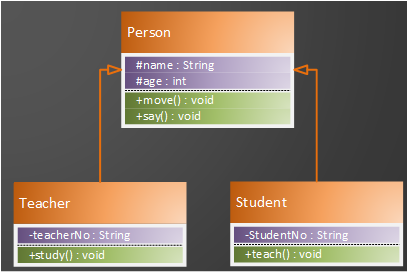 Person
#name : String
#age : int
+move() : void
+say() : void
Teacher
-teacherNo : String
+study() : void
Student
-StudentNo : String
+teach() : void